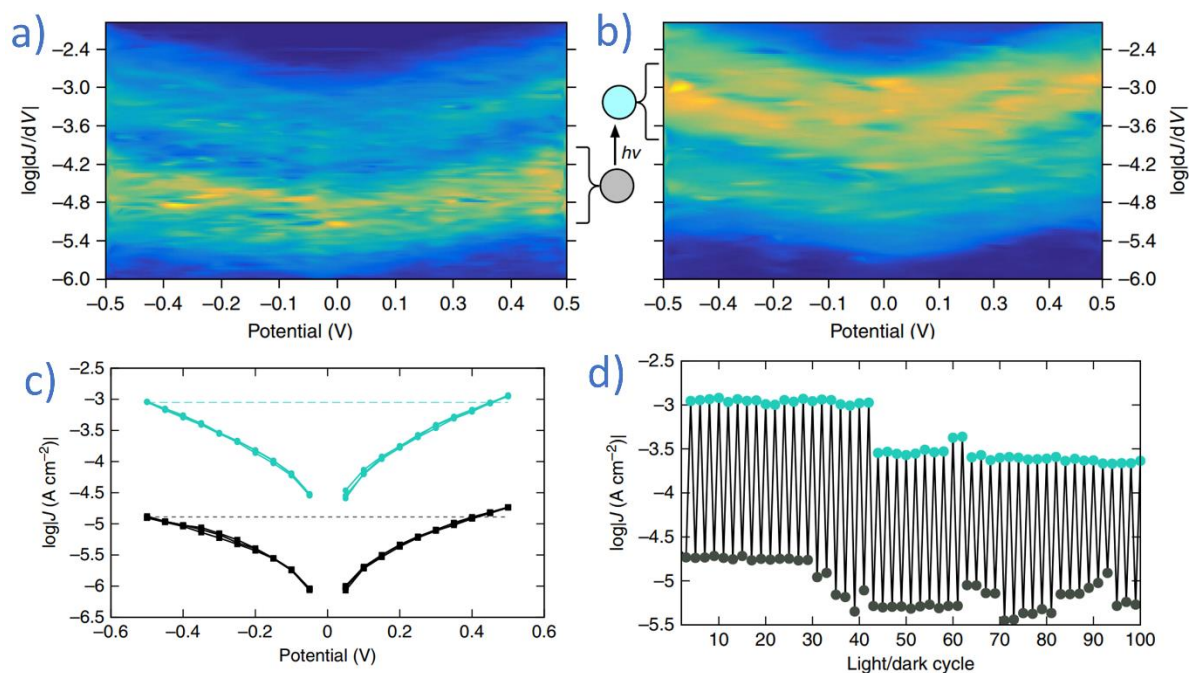 a)
log|dJ/dV|
−2.4
−3.0
−3.6
−4.2
−4.8
−5.4
−6.0
−0.5 −0.4 −0.3 −0.2 −0.1 0.0 0.1 0.2 0.3 0.4 0.5
Potential (V)
hv
b)
−2.4
−3.0
−3.6
−4.2
−4.8
−5.4
−6.0
log|dJ/dV|
−0.5 −0.4 −0.3 −0.2 −0.1 0.0 0.1 0.2 0.3 0.4 0.5
Potential (V)
c)
log|J (A cm−2)|
−2.5
−3
−3.5
−4
−4.5
−5
−5.5
−6
−6.5
−0.6 −0.4 −0.2 0 0.2 0.4 0.6
Potential (V)
d)
log|J (A cm−2)|
−2.5
−3
−3.5
−4
−4.5
−5
−5.5
10 20 30 40 50 60 70 80 90 100
Light/dark cycle